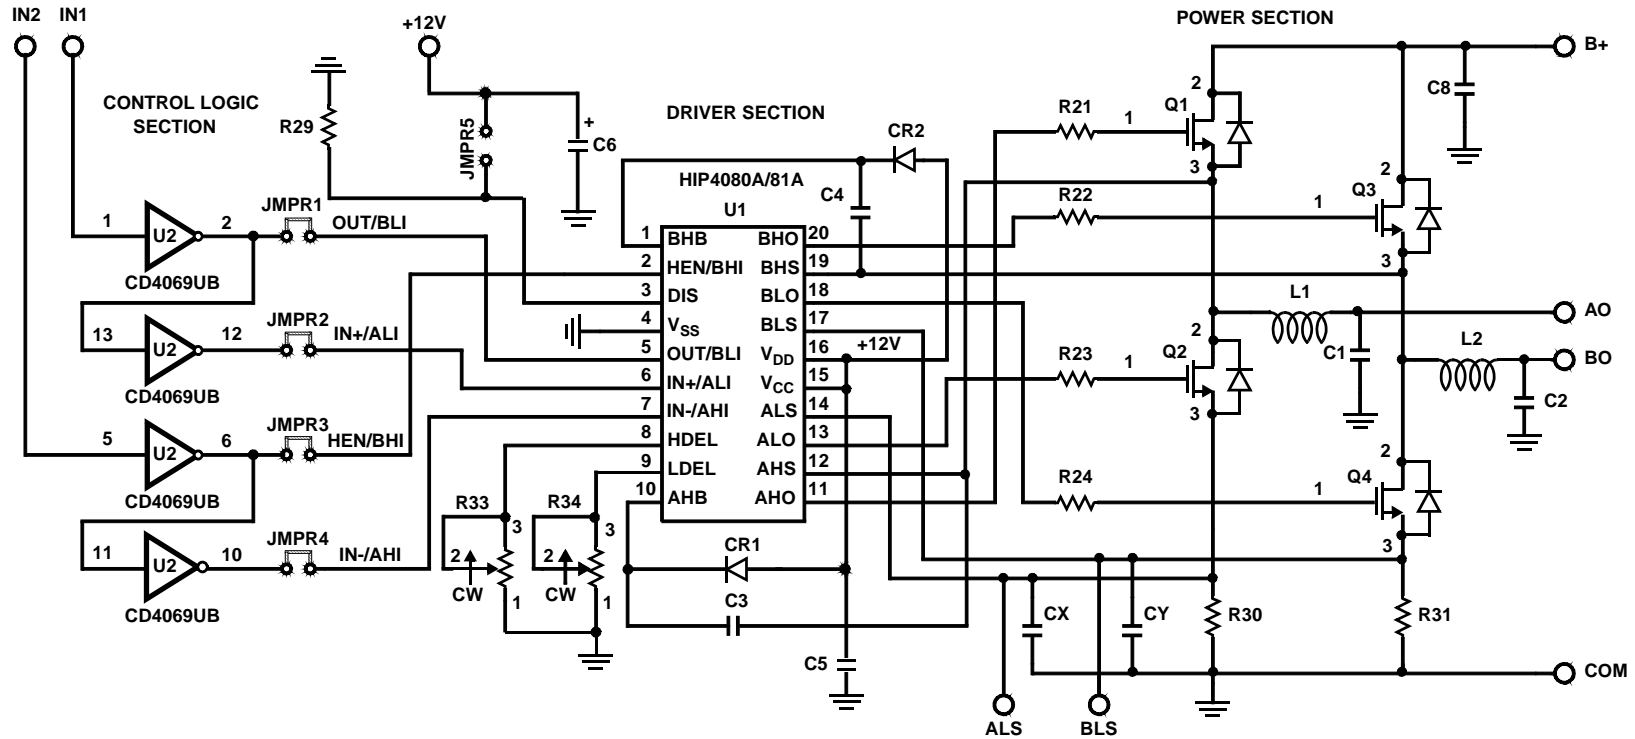 IN2 IN1
+12V
POWER SECTION
B+
CONTROL LOGIC
SECTION
R29
JMPR5
+
C6
DRIVER SECTION
CR2
HIP4080A/81A
U1
C4
R21
1
2
Q1
3
C8
R22
1
2
Q3
3
1
U2
2
CD4069UB
JMPR1
OUT/BLI
13
U2
12
CD4069UB
JMPR2
IN+/ALI
5
U2
6
CD4069UB
JMPR3
HEN/BHI
11
U2
10
CD4069UB
JMPR4
IN-/AHI
1 BHB BHO 20
2 HEN/BHI BHS 19
3 DIS BLO 18
4 VSS BLS 17
5 OUT/BLI VDD 16
6 IN+/ALI VCC 15
7 IN-/AHI ALS 14
8 HDEL ALO 13
9 LDEL AHS 12
10 AHB AHO 11
+12V
L1
AO
C1
L2
BO
C2
R23
1
2
Q2
3
R24
1
2
Q4
3
R33
3
2
CW
1
R34
3
2
CW
1
CR1
C3
C5
CX
CY
R30
R31
COM
ALS
BLS